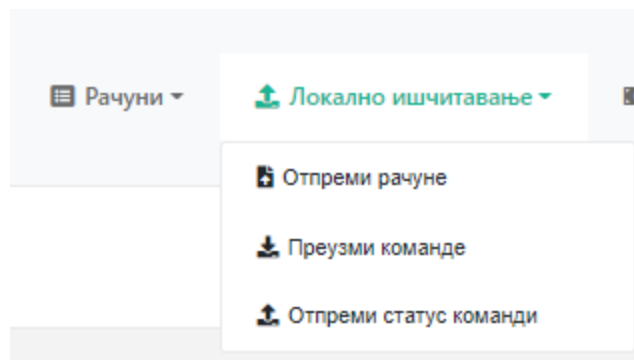 Рачуни
Локално ишчитавање
Отпреми рачуне
Преузми команде
Отпреми статус команди